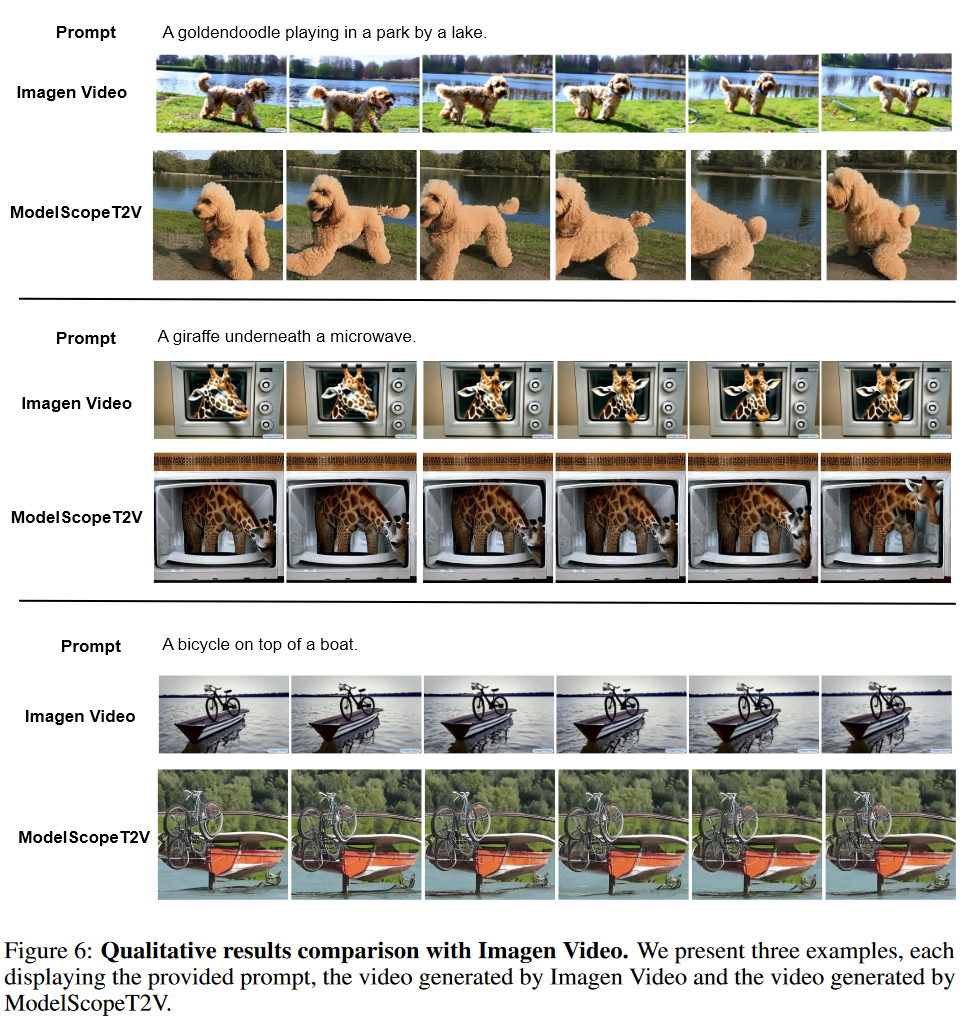 Prompt
A goldendoodle playing in a park by a lake.
Imagen Video
ModelScopeT2V
Prompt
A giraffe underneath a microwave.
Imagen Video
ModelScopeT2V
Prompt
A bicycle on top of a boat.
Imagen Video
ModelScopeT2V
Figure 6: Qualitative results comparison with Imagen Video. We present three examples, each
displaying the provided prompt, the video generated by Imagen Video and the video generated by
ModelScopeT2V.